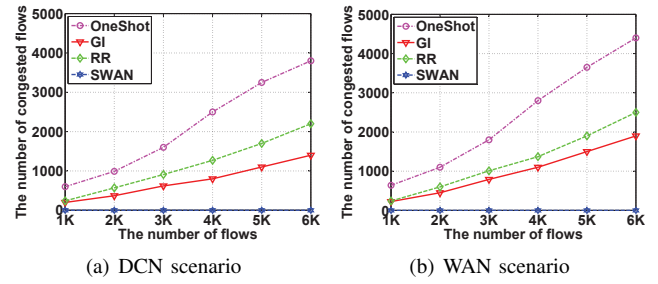 The number of congested flows
5000
4000
3000
2000
1000
0
OneShot
GI
RR
SWAN
1K 2K 3K 4K 5K 6K
The number of flows
(a) DCN scenario
The number of congested flows
5000
4000
3000
2000
1000
0
OneShot
GI
RR
SWAN
1K 2K 3K 4K 5K 6K
The number of flows
(b) WAN scenario